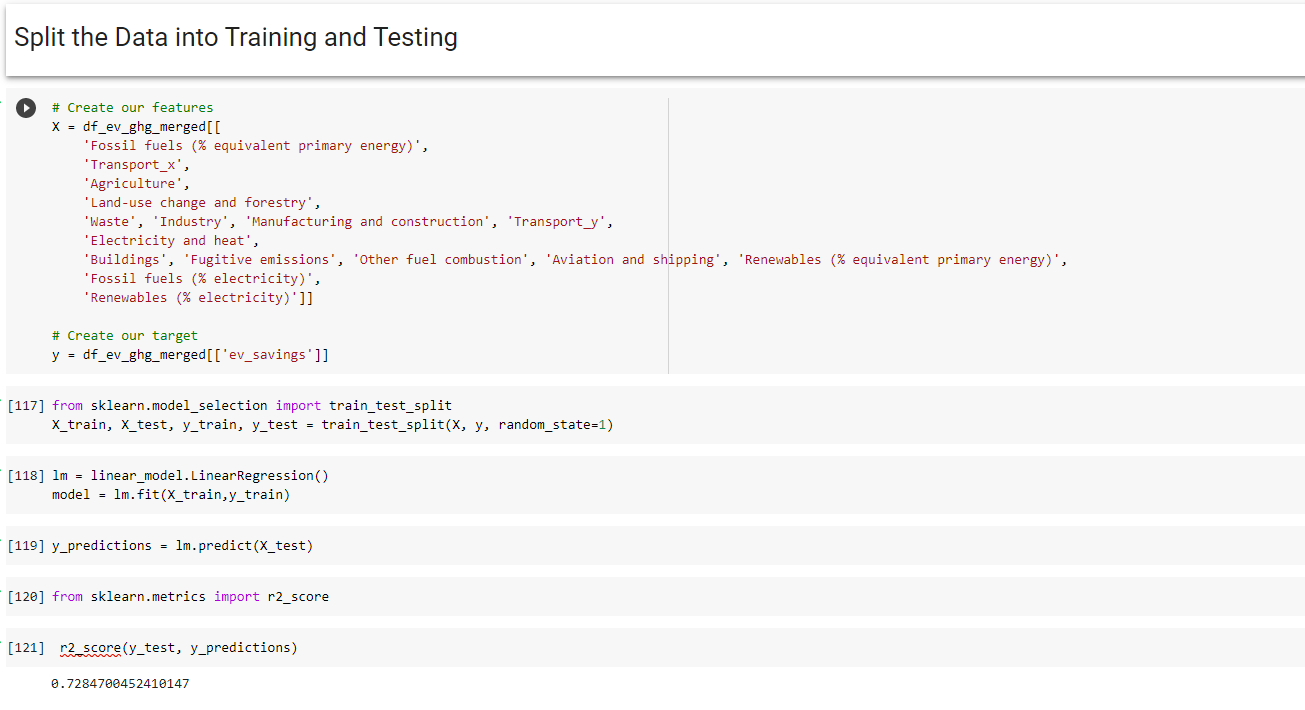 Split the Data into Training and Testing
# Create our features
X = df_ev_ghg_merged[[
'Fossil fuels (% equivalent primary energy)',
'Transport_x',
'Agriculture',
'Land-use change and forestry',
'Waste', 'Industry', 'Manufacturing and construction', 'Transport_y',
'Electricity and heat',
'Buildings', 'Fugitive emissions', 'Other fuel combustion', 'Aviation and shipping', 'Renewables (% equivalent primary energy)',
'Fossil fuels (% electricity)',
'Renewables (% electricity)']]
# Create our target
y = df_ev_ghg_merged[['ev_savings']]
[117] from sklearn.model_selection import train_test_split
X_train, X_test, y_train, y_test = train_test_split(X, y, random_state=1)
[118] lm = linear_model.LinearRegression()
model = lm.fit(X_train,y_train)
[119] y_predictions = lm.predict(X_test)
[120] from sklearn.metrics import r2_score
[121] r2_score(y_test, y_predictions)
0.7284700452410147